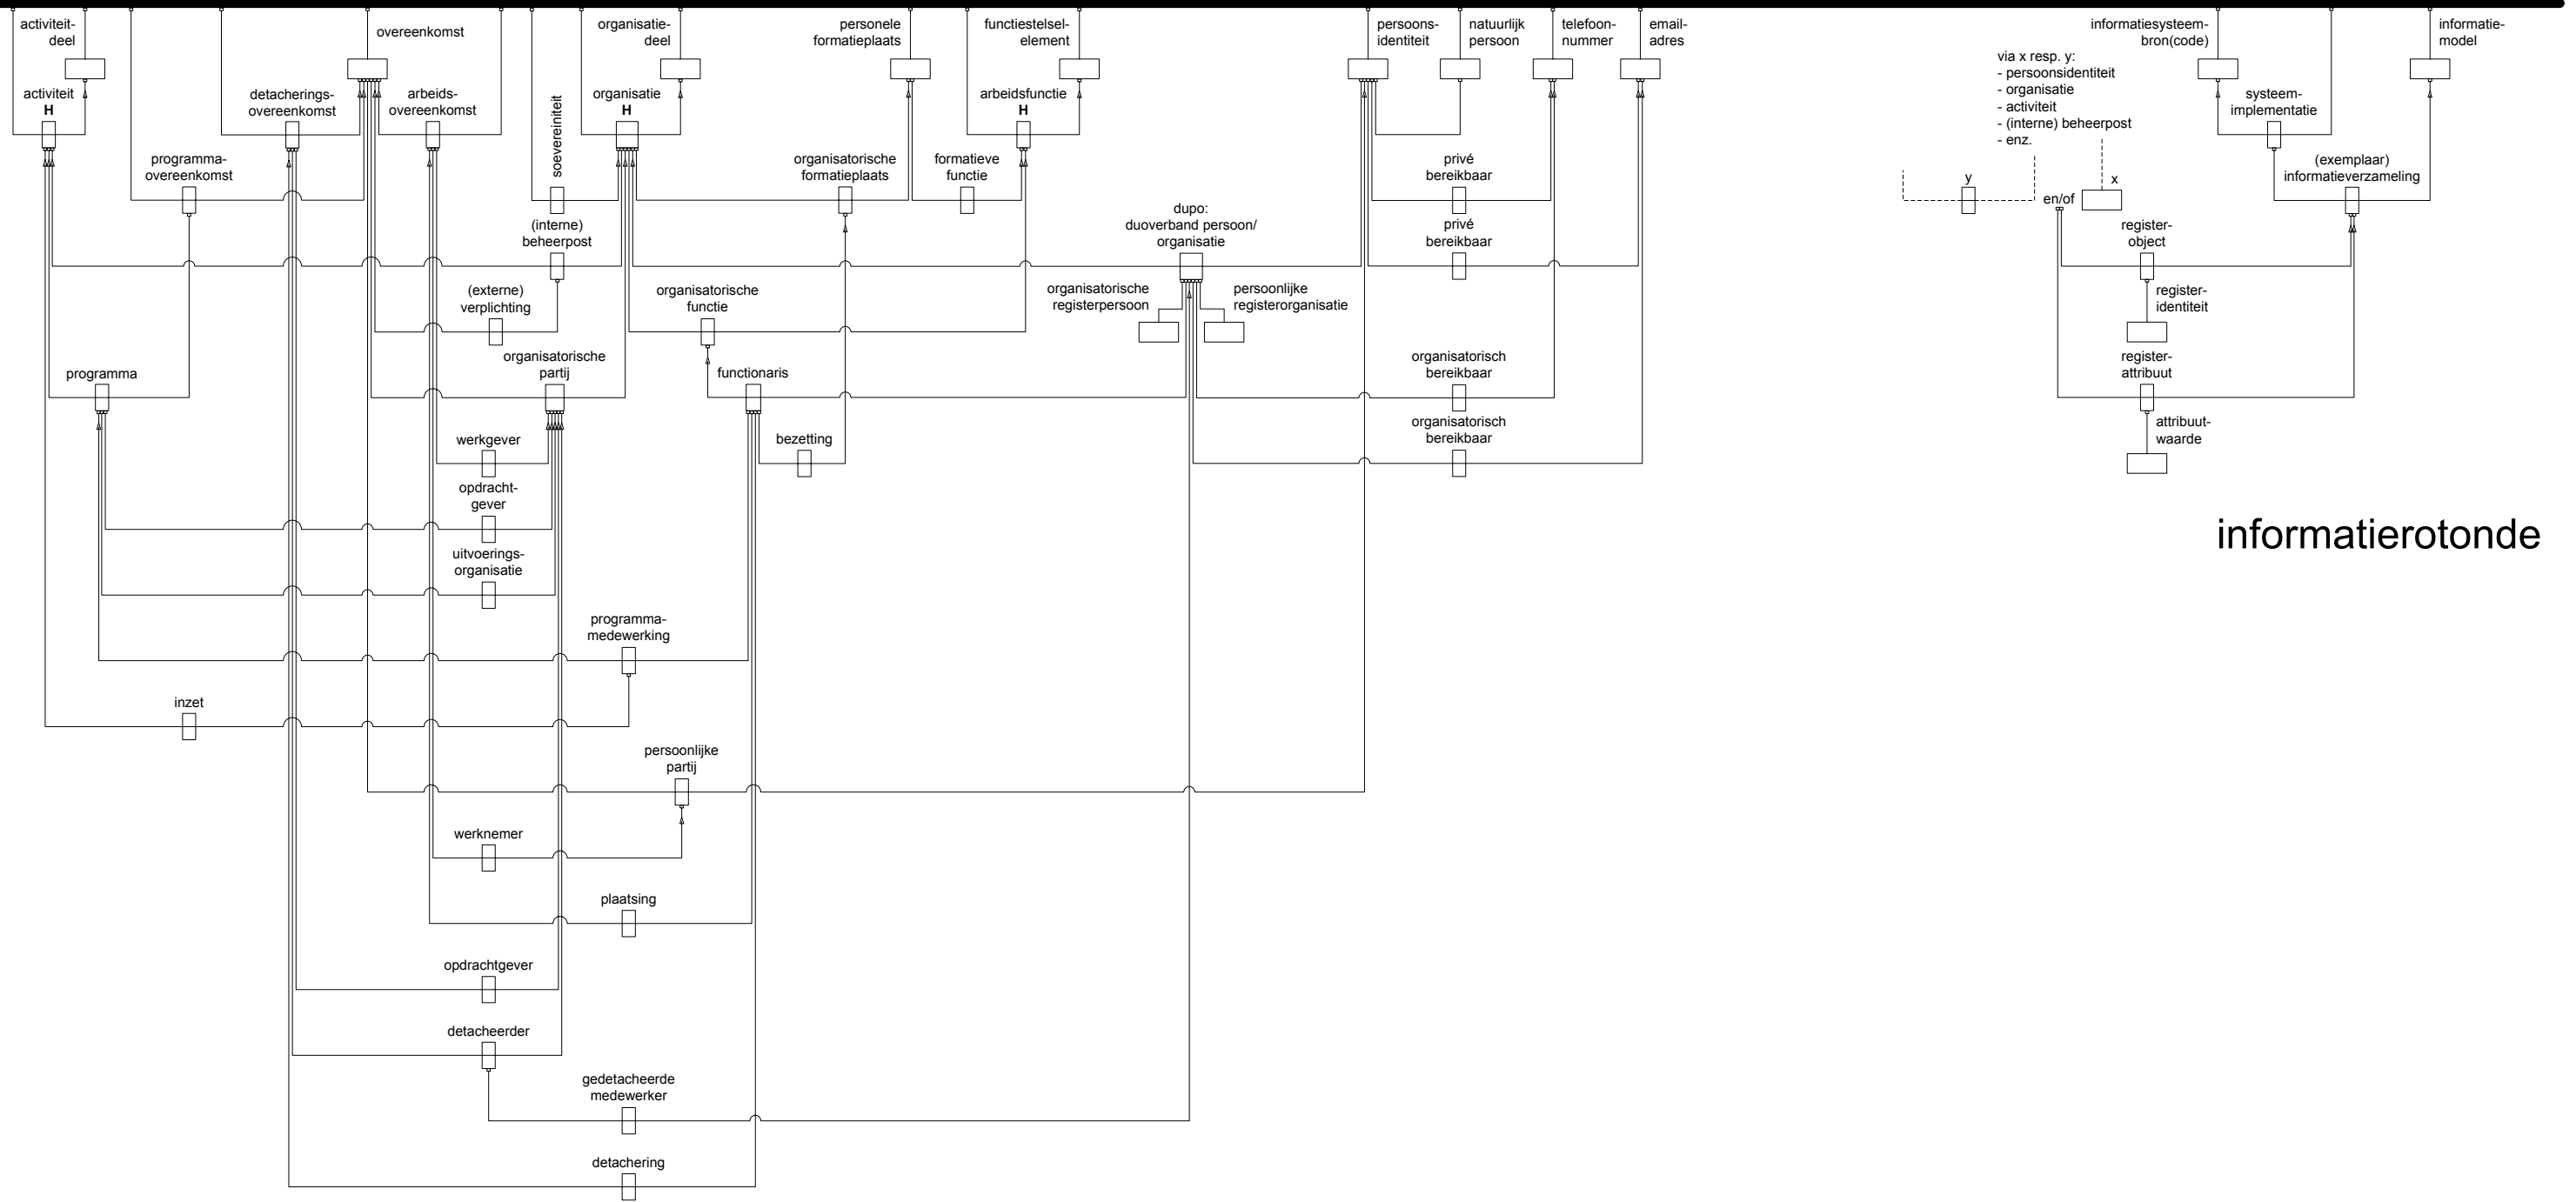 activiteit-
deel
overeenkomst
organisatie-
deel
personele
formatieplaats
functiestelsel-
element
persoons-
identiteit
natuurlijk
persoon
telefoon-
nummer
email-
adres
informatiesysteem-
bron(code)
informatie-
model
via x resp. y:
- persoonsidentiteit
- organisatie
- activiteit
- (interne) beheerpost
- enz.
activiteit
H
detacherings-
overeenkomst
arbeids-
overeenkomst
soevereiniteit
organisatie
H
arbeidsfunctie
H
systeem-
implementatie
programma-
overeenkomst
organisatorische
formatieplaats
formatieve
functie
privé
bereikbaar
(exemplaar)
informatieverzameling
y
x
en/of
(interne)
beheerpost
dupo:
duoverband persoon/
organisatie
privé
bereikbaar
register-
object
(externe)
verplichting
organisatorische
functie
organisatorische
registerpersoon
persoonlijke
registerorganisatie
register-
identiteit
programma
organisatorische
partij
functionaris
organisatorisch
bereikbaar
register-
attribuut
werkgever
bezetting
organisatorisch
bereikbaar
attribuut-
waarde
opdracht-
gever
informatierotonde
uitvoerings-
organisatie
programma-
medewerking
inzet
persoonlijke
partij
werknemer
plaatsing
opdrachtgever
detacheerder
gedetacheerde
medewerker
detachering